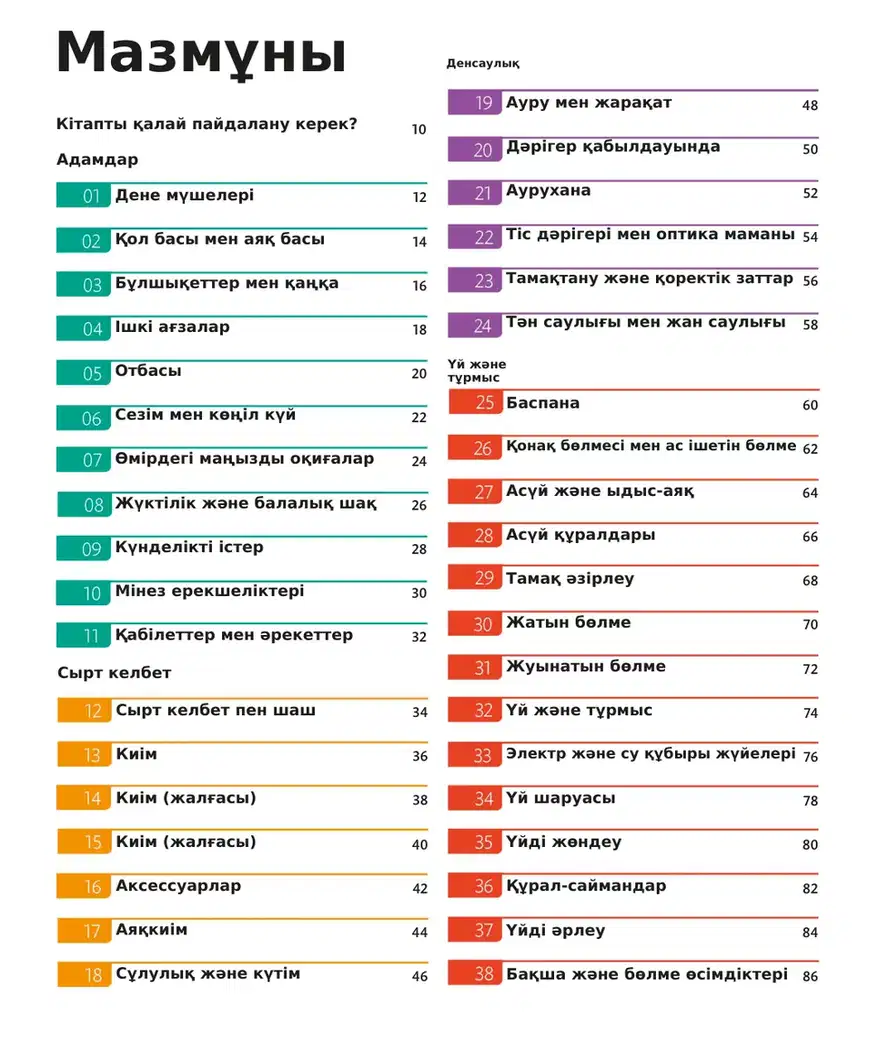 Мазмұны
Кітапты қалай пайдалану керек? 10
Адамдар
01 Дене мүшелері 12
02 Қол басы мен аяқ басы 14
03 Бұлшықеттер мен қаңқа 16
04 Ішкі ағзалар 18
05 Отбасы 20
06 Сезім мен көңіл күй 22
07 Өмірдегі маңызды оқиғалар 24
08 Жүктілік және балалық шақ 26
09 Күнделікті істер 28
10 Мінез ерекшеліктері 30
11 Қабілеттер мен әрекеттер 32
Сырт келбет
12 Сырт келбет пен шаш 34
13 Киім 36
14 Киім (жалғасы) 38
15 Киім (жалғасы) 40
16 Аксессуарлар 42
17 Аяқкиім 44
18 Сұлулық және күтім 46
Денсаулық
19 Ауру мен жарақат 48
20 Дәрігер қабылдауында 50
21 Аурухана 52
22 Тіс дәрігері мен оптика маманы 54
23 Тамақтану және қоректік заттар 56
24 Тән саулығы мен жан саулығы 58
Үй және
тұрмыс
25 Баспана 60
26 Қонақ бөлмесі мен ас ішетін бөлме 62
27 Асүй және ыдыс-аяқ 64
28 Асүй құралдары 66
29 Тамақ әзірлеу 68
30 Жатын бөлме 70
31 Жуынатын бөлме 72
32 Үй және тұрмыс 74
33 Электр және су құбыры жүйелері 76
34 Үй шаруасы 78
35 Үйді жөндеу 80
36 Құрал-саймандар 82
37 Үйді әрлеу 84
38 Бақша және бөлме өсімдіктері 86